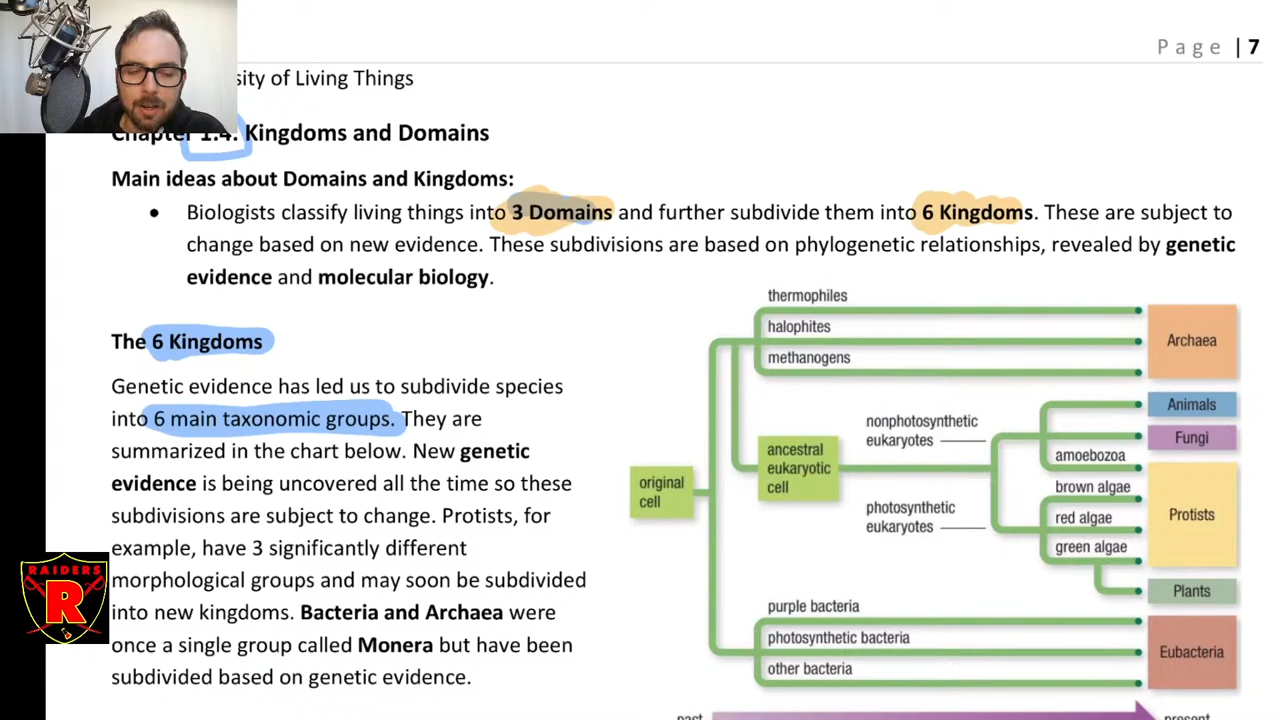 Page | 7
sity of Living Things
Chapter 1.4: Kingdoms and Domains
Main ideas about Domains and Kingdoms:
• Biologists classify living things into 3 Domains and further subdivide them into 6 Kingdoms. These are subject to
change based on new evidence. These subdivisions are based on phylogenetic relationships, revealed by genetic
evidence and molecular biology.
The 6 Kingdoms
Genetic evidence has led us to subdivide species
into 6 main taxonomic groups. They are
summarized in the chart below. New genetic
evidence is being uncovered all the time so these
subdivisions are subject to change. Protists, for
example, have 3 significantly different
morphological groups and may soon be subdivided
into new kingdoms. Bacteria and Archaea were
once a single group called Monera but have been
subdivided based on genetic evidence.
RAIDERS
R
original
cell
thermophiles
halophites
methanogens
Archaea
ancestral
eukaryotic
cell
nonphotosynthetic
eukaryotes
photosynthetic
eukaryotes
Animals
Fungi
amoebozoa
brown algae
red algae
green algae
Protists
Plants
purple bacteria
photosynthetic bacteria
other bacteria
Eubacteria
past
present